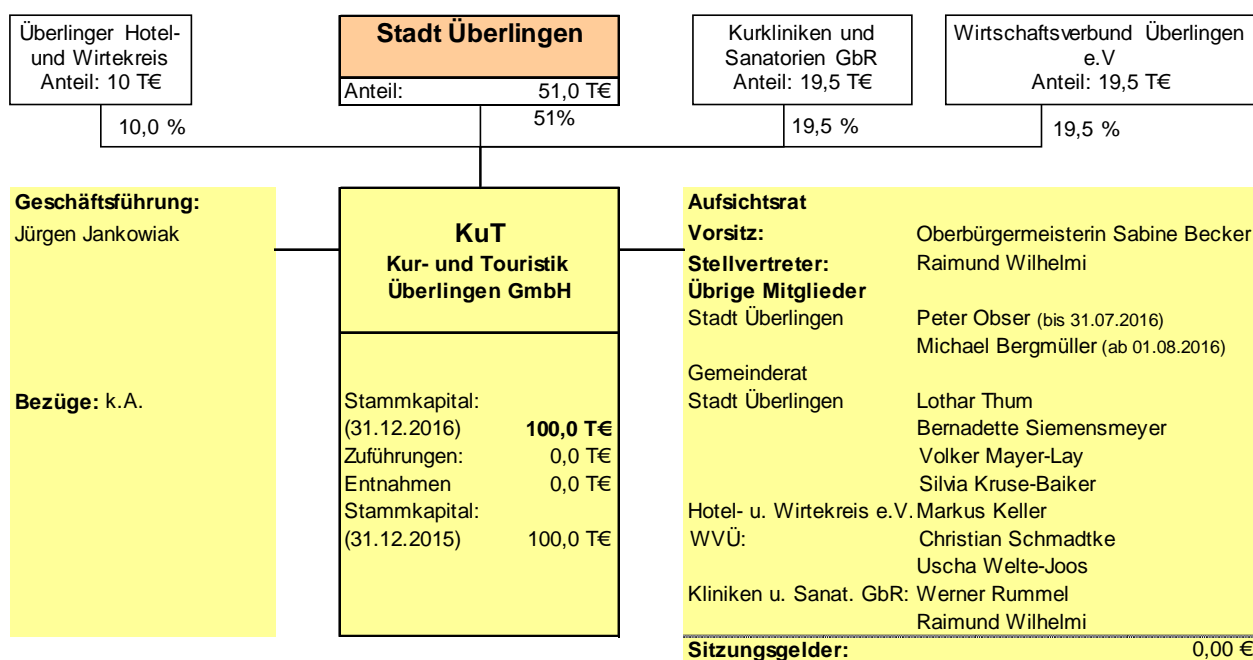 Überlinger Hotel-
und Wirtekreis
Anteil: 10 T€
Stadt Überlingen
Anteil: 51,0 T€
Kurkliniken und
Sanatorien GbR
Anteil: 19,5 T€
Wirtschaftsverbund Überlingen
e.V
Anteil: 19,5 T€
10,0 %
51%
19,5 %
19,5 %
Geschäftsführung:
Jürgen Jankowiak
Bezüge: k.A.
KuT
Kur- und Touristik
Überlingen GmbH
Stammkapital:
(31.12.2016) 100,0 T€
Zuführungen: 0,0 T€
Entnahmen 0,0 T€
Stammkapital:
(31.12.2015) 100,0 T€
Aufsichtsrat
Vorsitz: Oberbürgermeisterin Sabine Becker
Stellvertreter: Raimund Wilhelmi
Übrige Mitglieder
Stadt Überlingen Peter Obser (bis 31.07.2016)
Michael Bergmüller (ab 01.08.2016)
Gemeinderat
Stadt Überlingen Lothar Thum
Bernadette Siemensmeyer
Volker Mayer-Lay
Silvia Kruse-Baiker
Hotel- u. Wirtekreis e.V. Markus Keller
WVÜ: Christian Schmadtke
Uscha Welte-Joos
Kliniken u. Sanat. GbR: Werner Rummel
Raimund Wilhelmi
Sitzungsgelder: 0,00 €